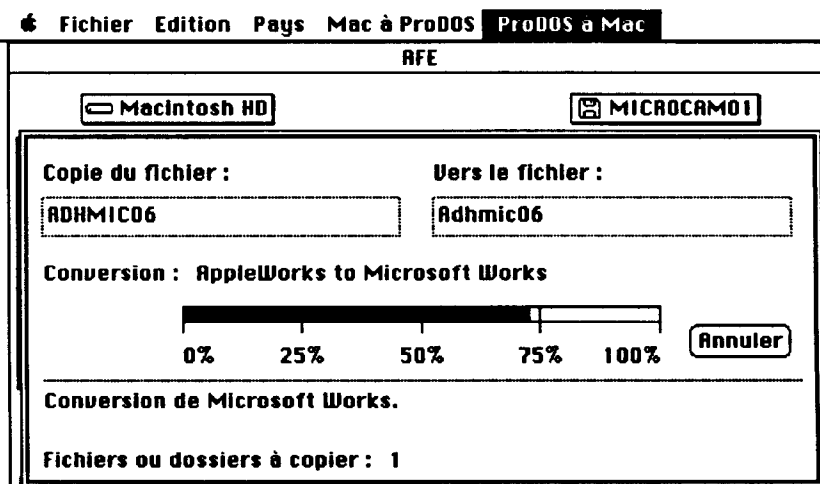 Fichier Edition Pays Mac à ProDOS ProDOS à Mac
AFE
Macintosh HD MICROCAM01
Copie du fichier : Vers le fichier :
ADHMIC06 Adhmic06
Conversion : AppleWorks to Microsoft Works
0% 25% 50% 75% 100% Annuler
Conversion de Microsoft Works.
Fichiers ou dossiers à copier : 1